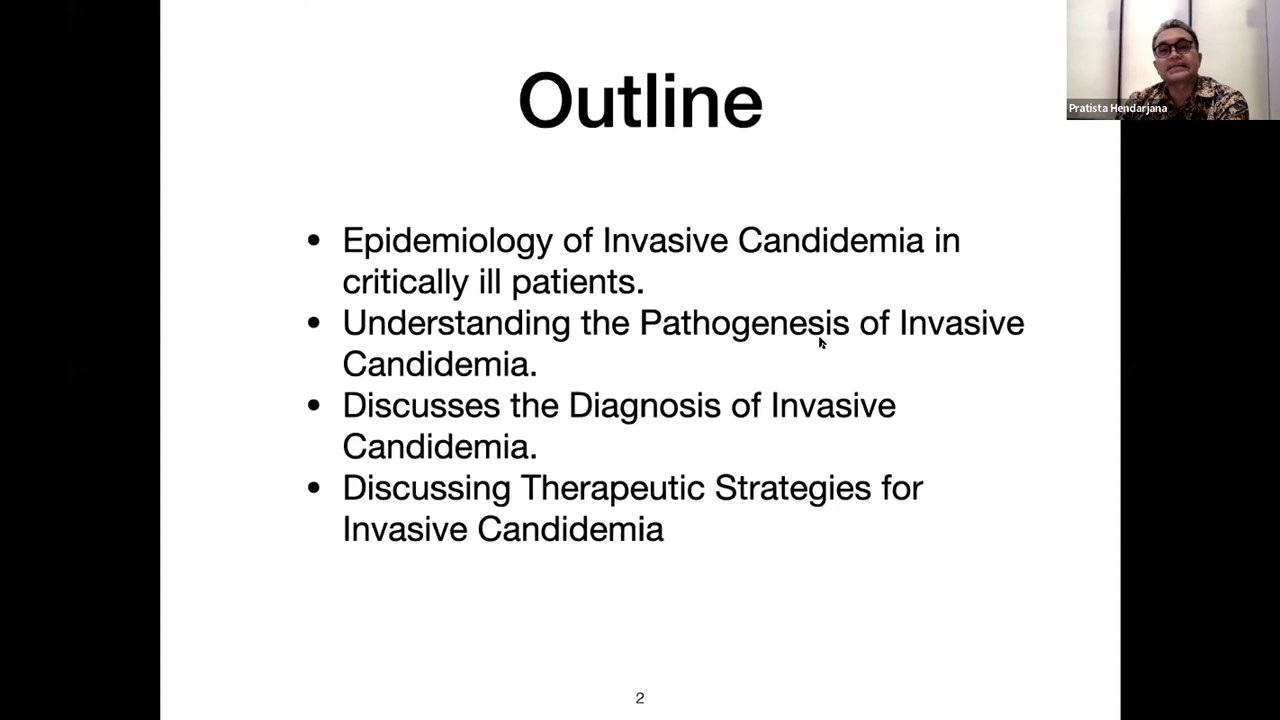 Outline
Pratista Hendarjana
• Epidemiology of Invasive Candidemia in
critically ill patients.
• Understanding the Pathogenesis of Invasive
Candidemia.
• Discusses the Diagnosis of Invasive
Candidemia.
• Discussing Therapeutic Strategies for
Invasive Candidemia
2